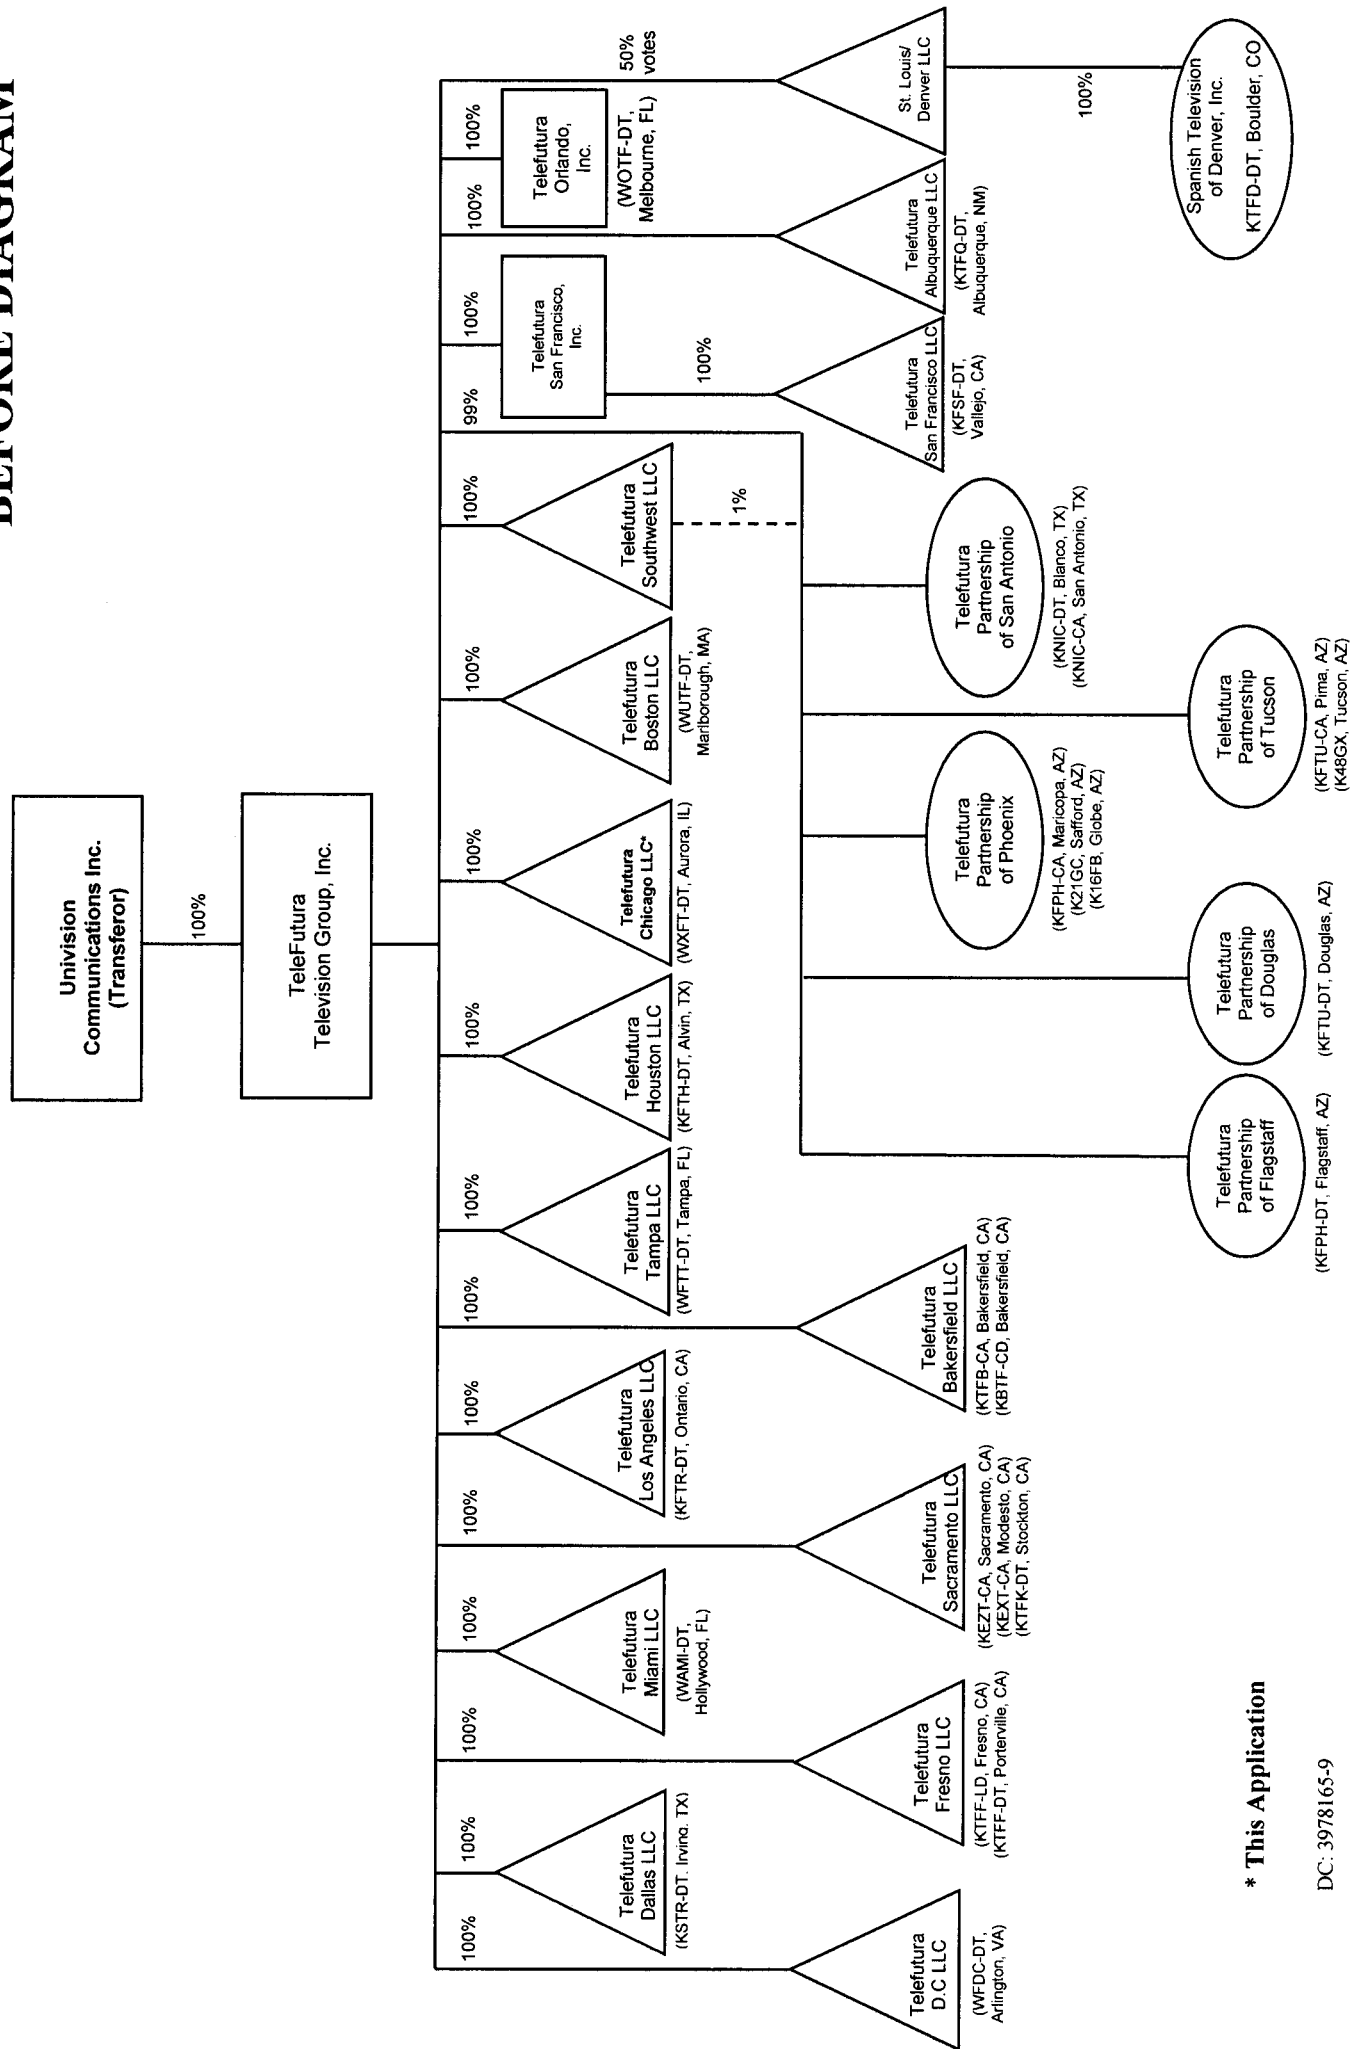 BEFORE DIAGRAM
Univision
Communications Inc.
(Transferor)
100%
TeleFutura
Television Group, Inc.
100%
Telefutura
D.C LLC
(WFDC-DT,
Arlington, VA)
100%
Telefutura
Dallas LLC
(KSTR-DT. Irving. TX)
100%
Telefutura
Fresno LLC
(KTFF-LD, Fresno, CA)
(KTFF-DT, Porterville, CA)
100%
Telefutura
Miami LLC
(WAMI-DT,
Hollywood, FL)
100%
Telefutura
Sacramento LLC
(KEZT-CA, Sacramento, CA)
(KEXT-CA, Modesto, CA)
(KTFK-DT, Stockton, CA)
100%
Telefutura
Los Angeles LLC
(KFTR-DT, Ontario, CA)
100%
Telefutura
Bakersfield LLC
(KTFB-CA, Bakersfield, CA)
(KBTF-CD, Bakersfield, CA)
100%
Telefutura
Tampa LLC
(WFTT-DT, Tampa, FL)
100%
Telefutura
Houston LLC
(KFTH-DT, Alvin, TX)
100%
Telefutura
Chicago LLC*
(WXFT-DT, Aurora, IL)
100%
Telefutura
Boston LLC
(WUTF-DT,
Marlborough, MA)
100%
Telefutura
Southwest LLC
1%
99%
Telefutura
Partnership
of Flagstaff
(KFPH-DT, Flagstaff, AZ)
Telefutura
Partnership
of Douglas
(KFTU-DT, Douglas, AZ)
Telefutura
Partnership
of Phoenix
(KFPH-CA, Maricopa, AZ)
(K21GC, Safford, AZ)
(K16FB, Globe, AZ)
Telefutura
Partnership
of Tucson
(KFTU-CA, Pima, AZ)
(K48GX, Tucson, AZ)
Telefutura
Partnership
of San Antonio
(KNIC-DT, Blanco, TX)
(KNIC-CA, San Antonio, TX)
100%
Telefutura
San Francisco,
Inc.
100%
Telefutura
San Francisco LLC
(KFSF-DT,
Vallejo, CA)
100%
Telefutura
Albuquerque LLC
(KTFQ-DT,
Albuquerque, NM)
100%
Telefutura
Orlando,
Inc.
(WOTF-DT,
Melbourne, FL)
50%
votes
St. Louis/
Denver LLC
100%
Spanish Television
of Denver, Inc.
KTFD-DT, Boulder, CO
* This Application
DC: 3978165-9